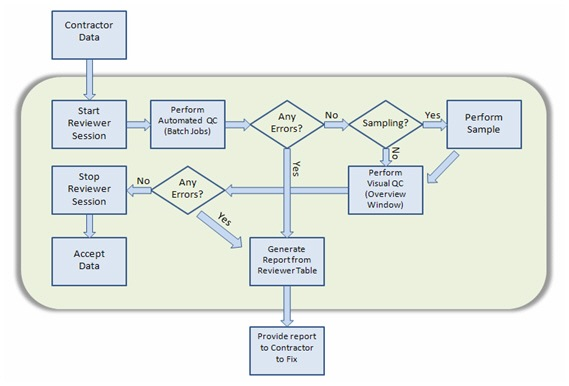 Contractor
Data
Start
Reviewer
Session
Perform
Automated QC
(Batch Jobs)
Any
Errors?
No
Sampling?
Yes
Perform
Sample
No
Yes
Perform
Visual QC
(Overview
Window)
Any
Errors?
No
Stop
Reviewer
Session
Yes
Accept
Data
Generate
Report from
Reviewer Table
Provide report
to Contractor
to Fix